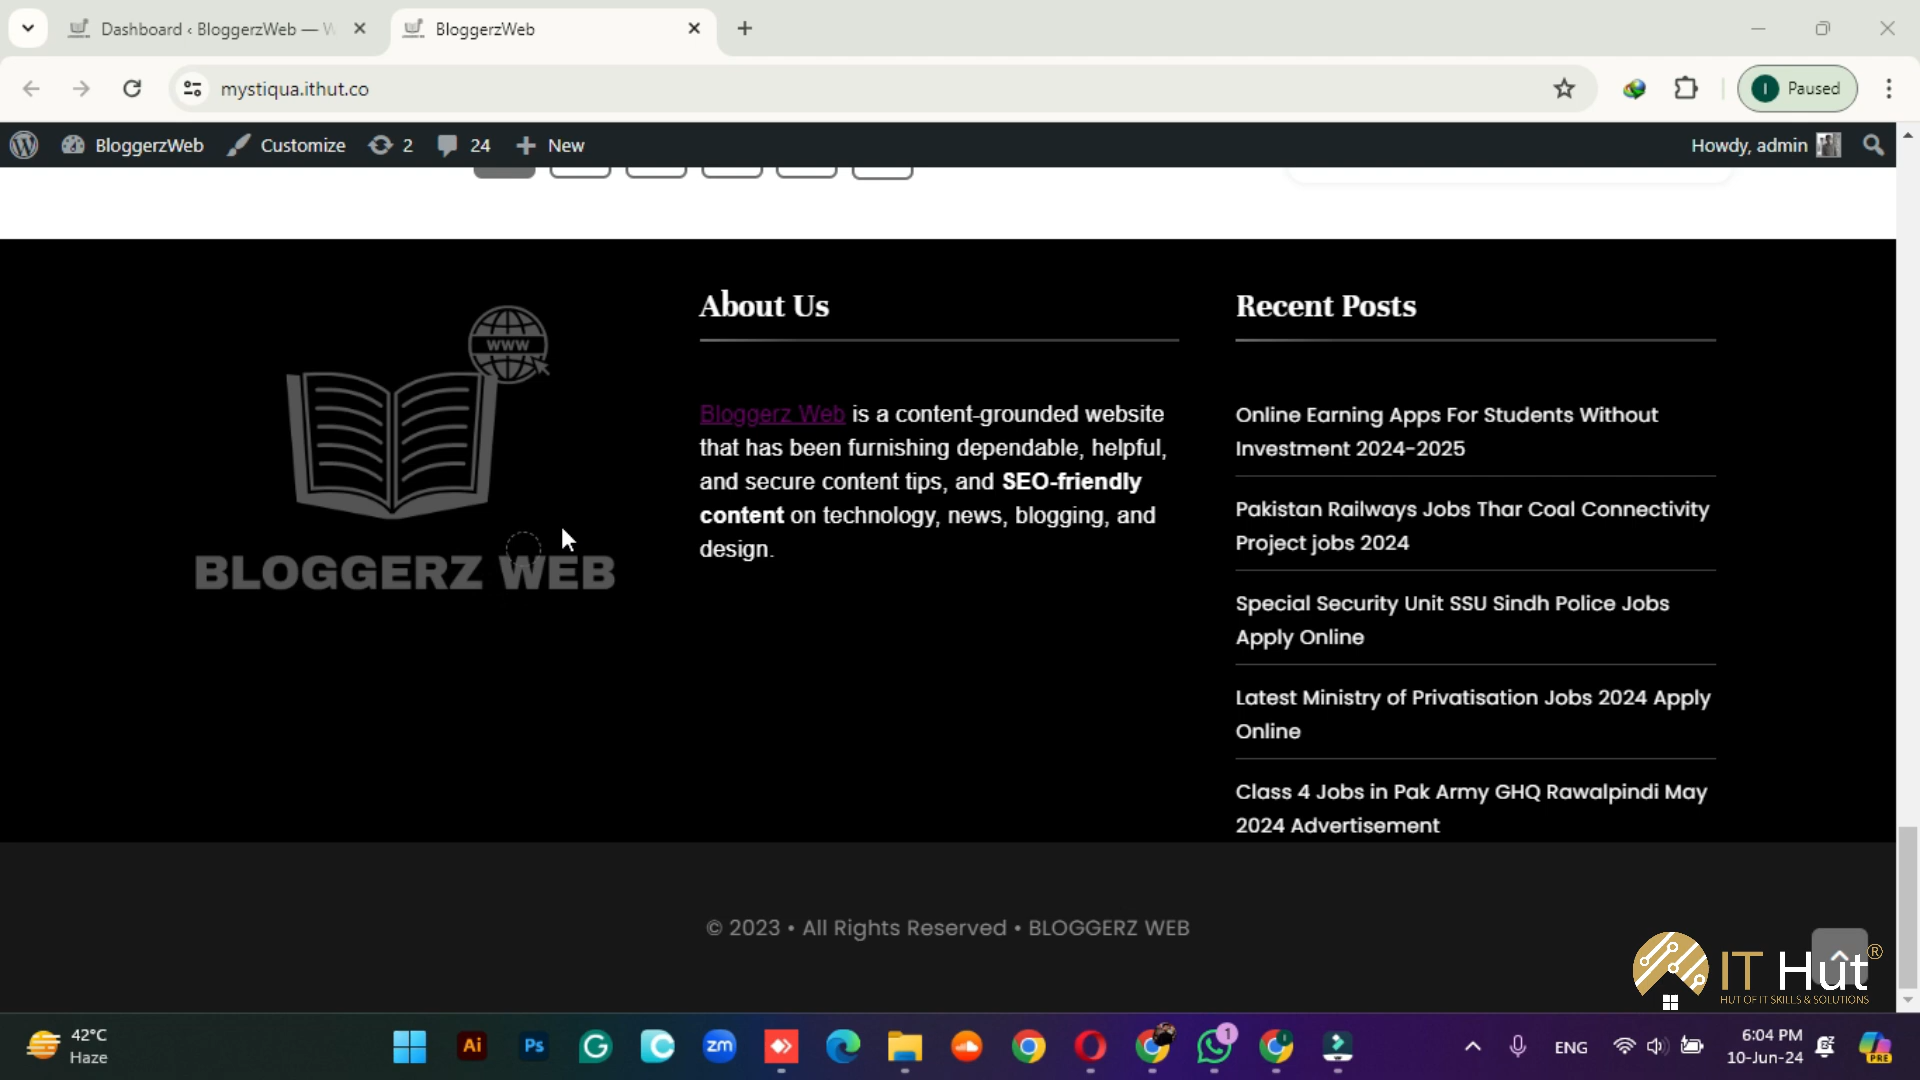 Dashboard ‹ BloggerzWeb — W
BloggerzWeb
mystiqua.ithut.co
I
Paused
BloggerzWeb
Customize
2
24
New
Howdy, admin
WWW
BLOGGERZ WEB
About Us
Bloggerz Web is a content-grounded website
that has been furnishing dependable, helpful,
and secure content tips, and SEO-friendly
content on technology, news, blogging, and
design.
Recent Posts
Online Earning Apps For Students Without
Investment 2024-2025
Pakistan Railways Jobs Thar Coal Connectivity
Project jobs 2024
Special Security Unit SSU Sindh Police Jobs
Apply Online
Latest Ministry of Privatisation Jobs 2024 Apply
Online
Class 4 Jobs in Pak Army GHQ Rawalpindi May
2024 Advertisement
© 2023 • All Rights Reserved • BLOGGERZ WEB
IT Hut®
HUT OF IT SKILLS & SOLUTIONS
42°C
Haze
Ai
Ps
zm
1
ENG
6:04 PM
10-Jun-24
PRE